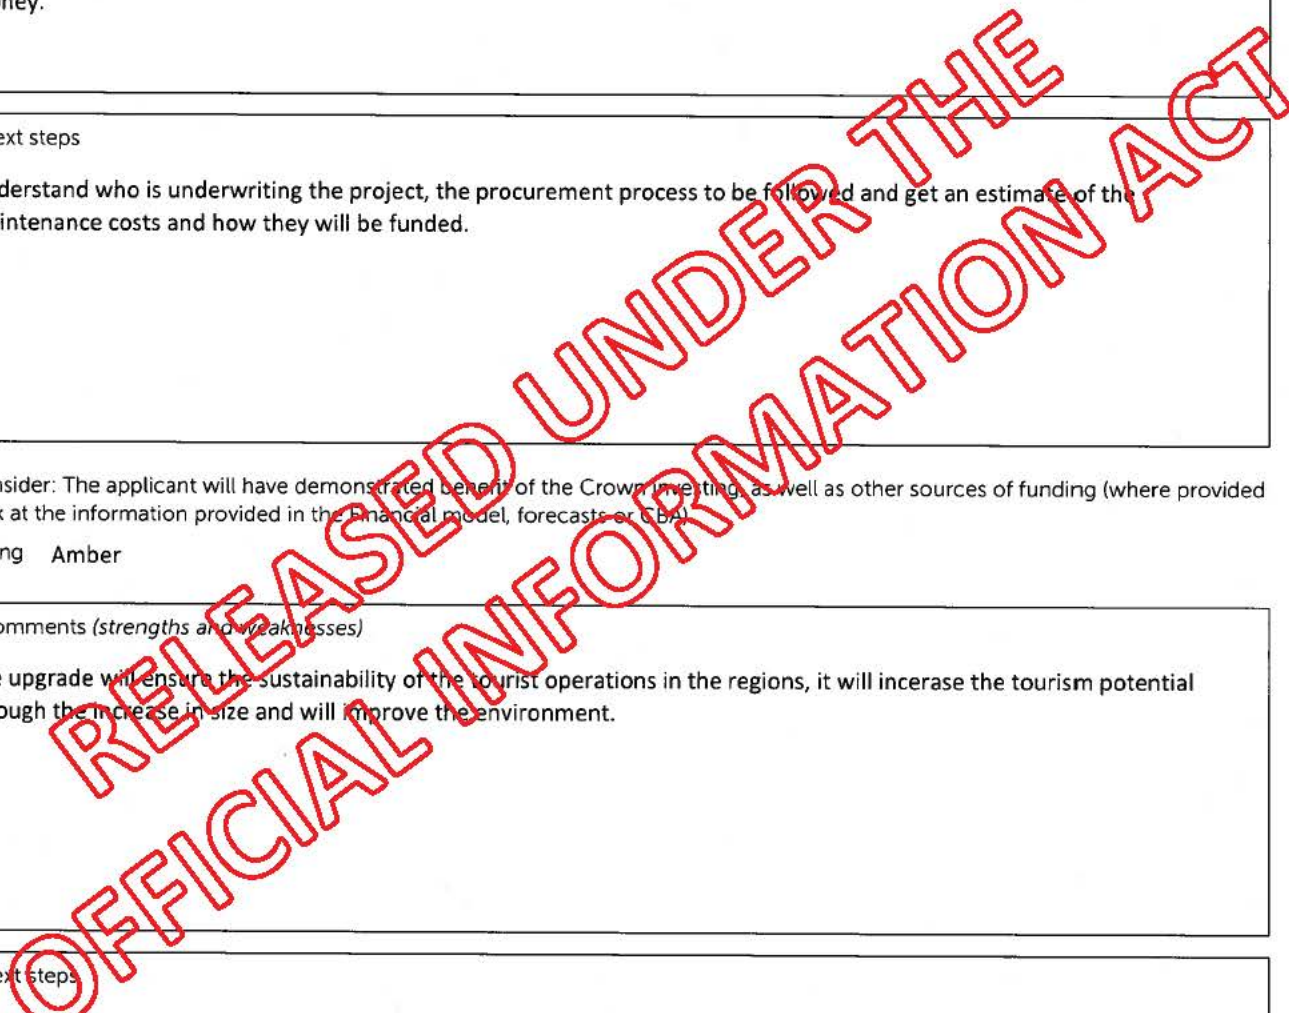 ney.
ext steps
derstand who is underwriting the project, the procurement process to be followed and get an estimate of the
intenance costs and how they will be funded.
nsider: The applicant will have demonstrated benefit of the Crown investing, as well as other sources of funding (where provided
k at the information provided in the financial model, forecasts or CBA)
ng Amber
omments (strengths and weaknesses)
e upgrade will ensure the sustainability of the tourist operations in the regions, it will incerase the tourism potential
ough the increase in size and will improve the environment.
ext steps
RELEASED UNDER THE
OFFICIAL INFORMATION ACT